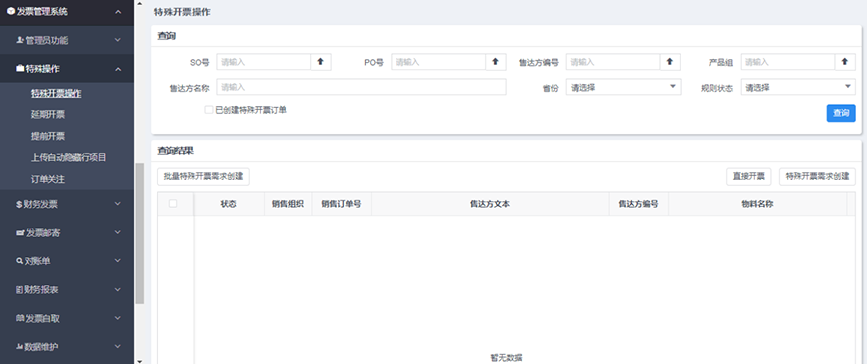 发票管理系统
管理员功能
特殊操作
特殊开票操作
延期开票
提前开票
上传自动隐藏行项目
订单关注
财务发票
发票邮寄
对账单
财务报表
发票自取
数据维护
特殊开票操作
查询
SO号 请输入 PO号 请输入 售达方编号 请输入 产品组 请输入
售达方名称 请输入 省份 请选择 规则状态 请选择
已创建特殊开票订单 查询
查询结果
批量特殊开票需求创建 直接开票 特殊开票需求创建
状态 销售组织 销售订单号 售达方文本 售达方编号 物料名称
暂无数据